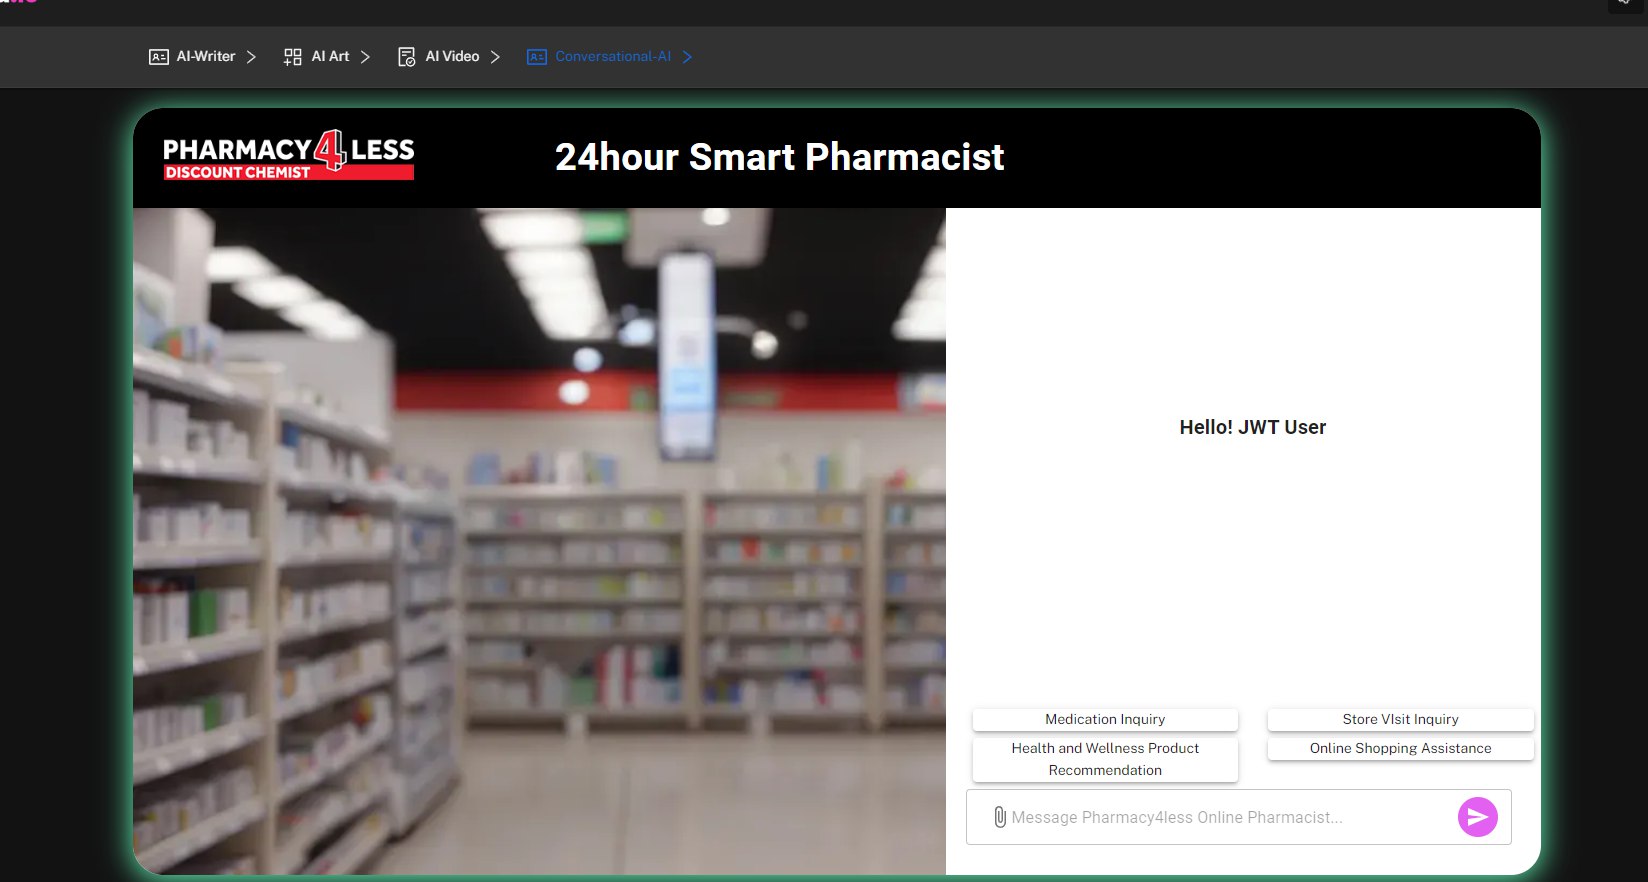 AI-Writer
AI Art
AI Video
Conversational-AI
PHARMACY 4 LESS
DISCOUNT CHEMIST
24hour Smart Pharmacist
Hello! JWT User
Medication Inquiry
Store VIsit Inquiry
Health and Wellness Product
Recommendation
Online Shopping Assistance
Message Pharmacy4less Online Pharmacist...